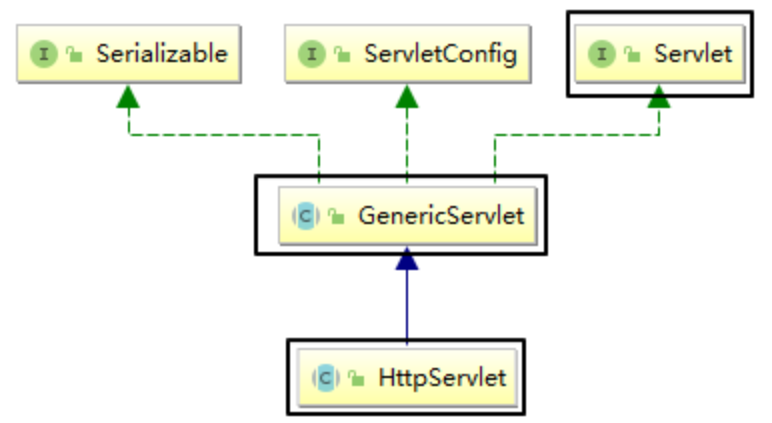 I Serializable
I ServletConfig
I Servlet
C GenericServlet
C HttpServlet